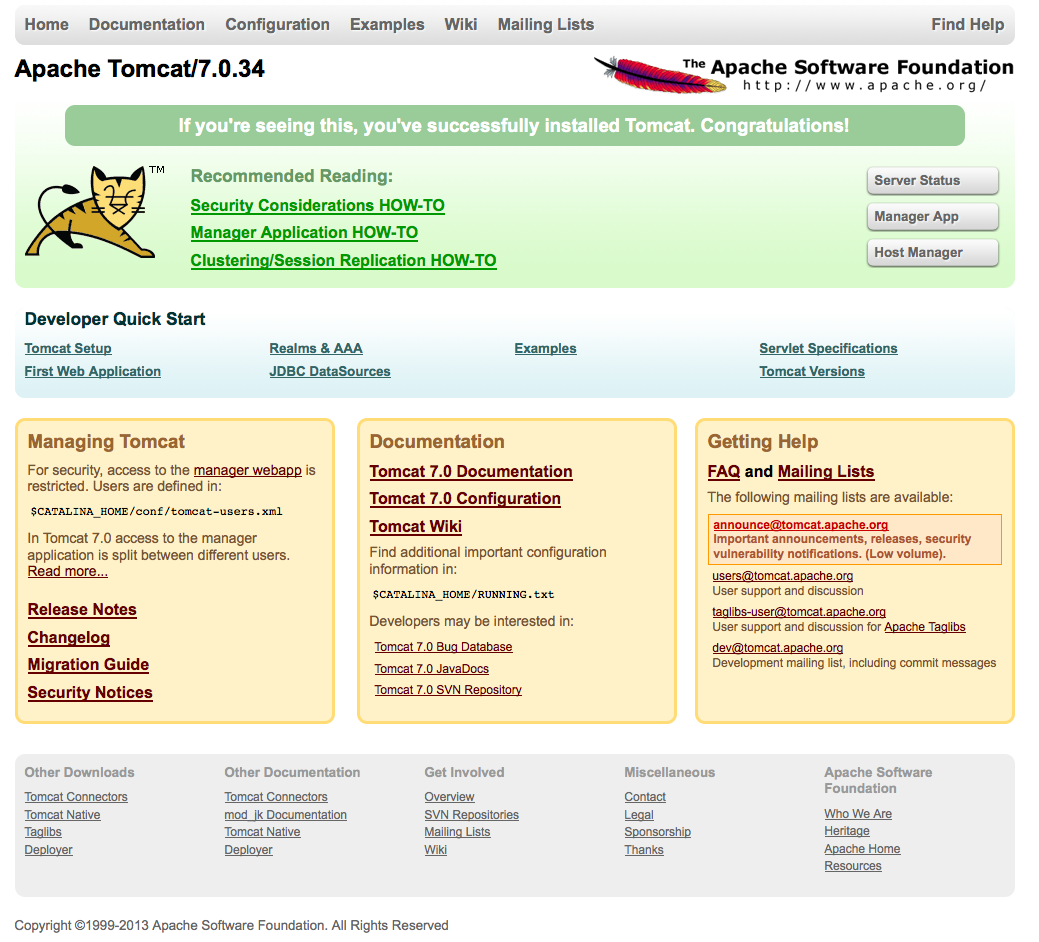 Home Documentation Configuration Examples Wiki Mailing Lists Find Help
Apache Tomcat/7.0.34
The Apache Software Foundation
http://www.apache.org/
If you're seeing this, you've successfully installed Tomcat. Congratulations!
TM
Recommended Reading:
Security Considerations HOW-TO
Manager Application HOW-TO
Clustering/Session Replication HOW-TO
Server Status
Manager App
Host Manager
Developer Quick Start
Tomcat Setup
First Web Application
Realms & AAA
JDBC DataSources
Examples
Servlet Specifications
Tomcat Versions
Managing Tomcat
For security, access to the manager webapp is
restricted. Users are defined in:
$CATALINA_HOME/conf/tomcat-users.xml
In Tomcat 7.0 access to the manager
application is split between different users.
Read more...
Release Notes
Changelog
Migration Guide
Security Notices
Documentation
Tomcat 7.0 Documentation
Tomcat 7.0 Configuration
Tomcat Wiki
Find additional important configuration
information in:
$CATALINA_HOME/RUNNING.txt
Developers may be interested in:
Tomcat 7.0 Bug Database
Tomcat 7.0 JavaDocs
Tomcat 7.0 SVN Repository
Getting Help
FAQ and Mailing Lists
The following mailing lists are available:
announce@tomcat.apache.org
Important announcements, releases, security
vulnerability notifications. (Low volume).
users@tomcat.apache.org
User support and discussion
taglibs-user@tomcat.apache.org
User support and discussion for Apache Taglibs
dev@tomcat.apache.org
Development mailing list, including commit messages
Other Downloads
Tomcat Connectors
Tomcat Native
Taglibs
Deployer
Other Documentation
Tomcat Connectors
mod_jk Documentation
Tomcat Native
Deployer
Get Involved
Overview
SVN Repositories
Mailing Lists
Wiki
Miscellaneous
Contact
Legal
Sponsorship
Thanks
Apache Software
Foundation
Who We Are
Heritage
Apache Home
Resources
Copyright ©1999-2013 Apache Software Foundation. All Rights Reserved